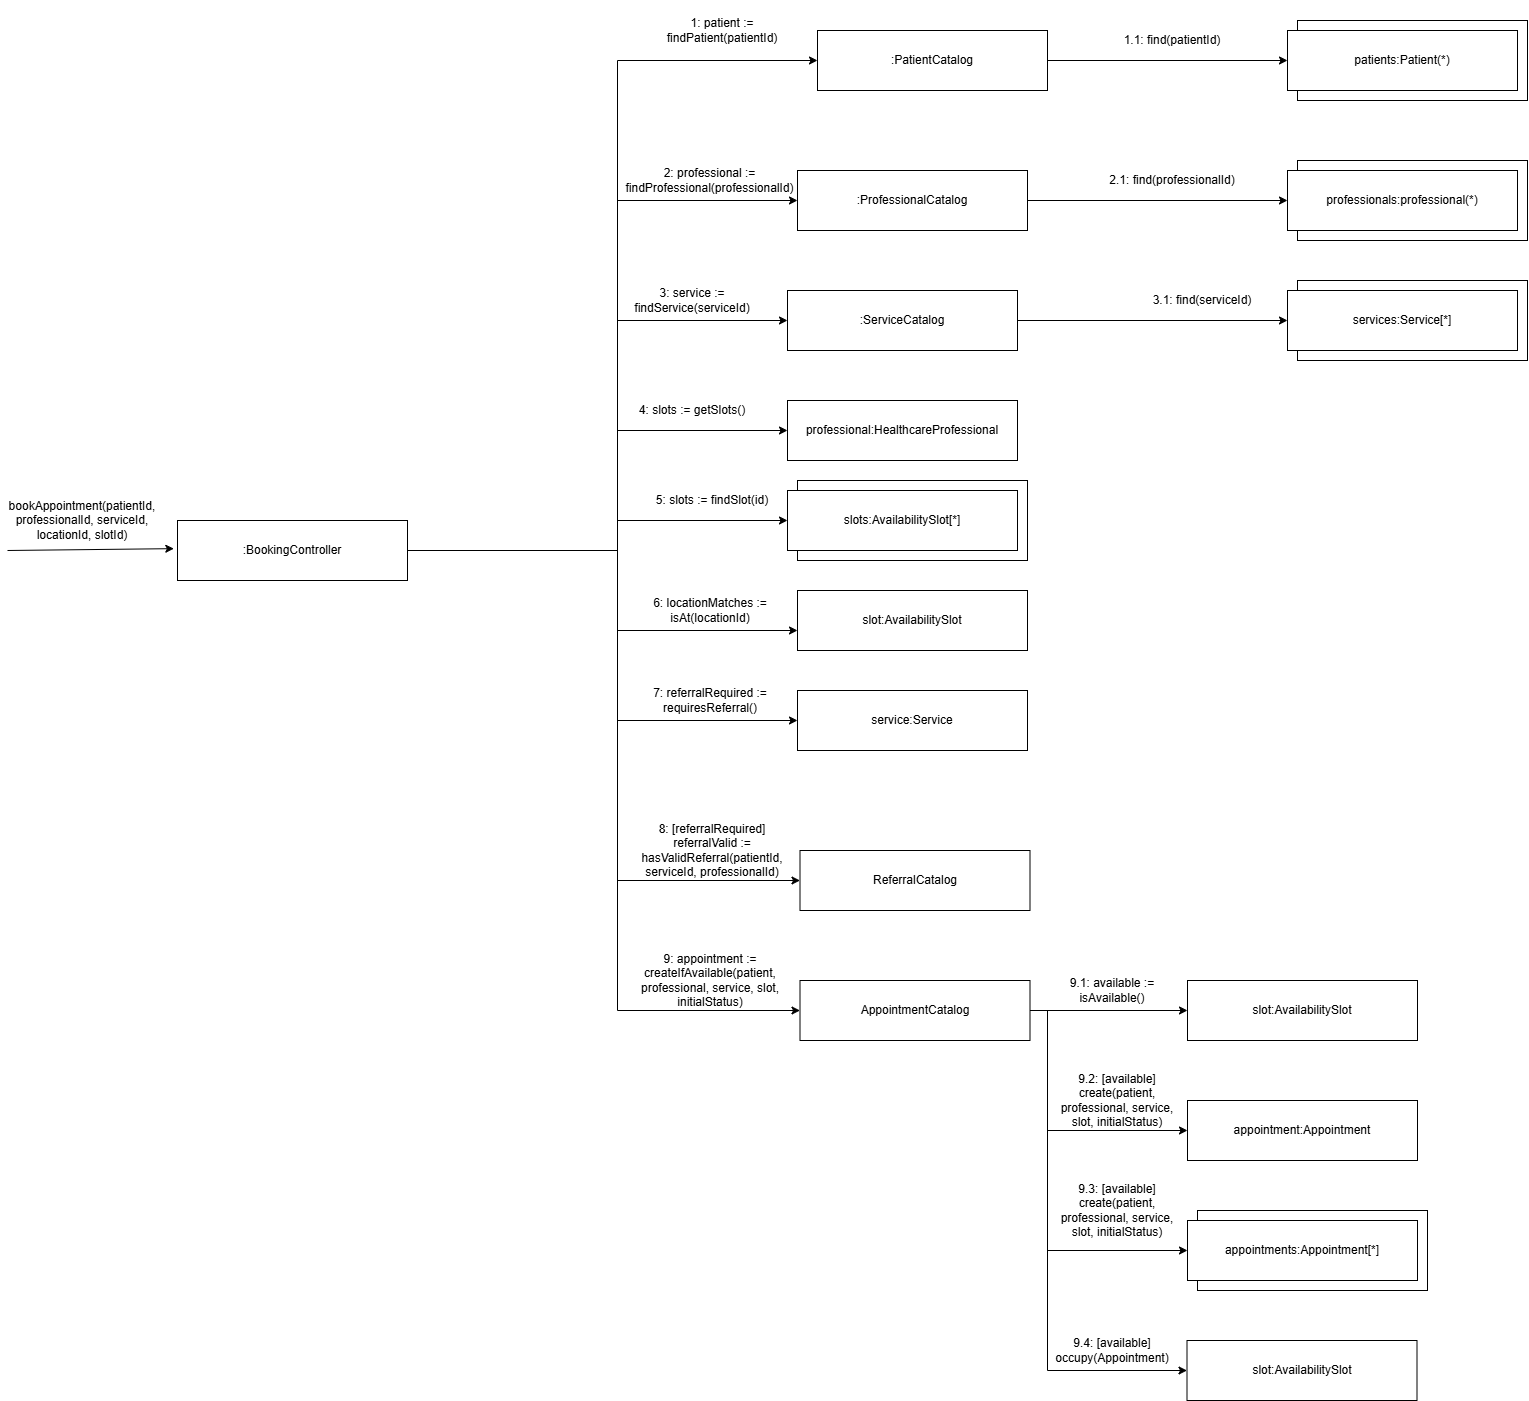 1: patient :=
findPatient(patientId)
:PatientCatalog
1.1: find(patientId)
patients:Patient(*)
2: professional :=
findProfessional(professionalId)
:ProfessionalCatalog
2.1: find(professionalId)
professionals:professional(*)
3: service :=
findService(serviceId)
:ServiceCatalog
3.1: find(serviceId)
services:Service[*]
4: slots := getSlots()
professional:HealthcareProfessional
5: slots := findSlot(id)
slots:AvailabilitySlot[*]
bookAppointment(patientId,
professionalId, serviceId,
locationId, slotId)
:BookingController
6: locationMatches :=
isAt(locationId)
slot:AvailabilitySlot
7: referralRequired :=
requiresReferral()
service:Service
8: [referralRequired]
referralValid :=
hasValidReferral(patientId,
serviceId, professionalId)
ReferralCatalog
9: appointment :=
createIfAvailable(patient,
professional, service, slot,
initialStatus)
AppointmentCatalog
9.1: available :=
isAvailable()
slot:AvailabilitySlot
9.2: [available]
create(patient,
professional, service,
slot, initialStatus)
appointment:Appointment
9.3: [available]
create(patient,
professional, service,
slot, initialStatus)
appointments:Appointment[*]
9.4: [available]
occupy(Appointment)
slot:AvailabilitySlot